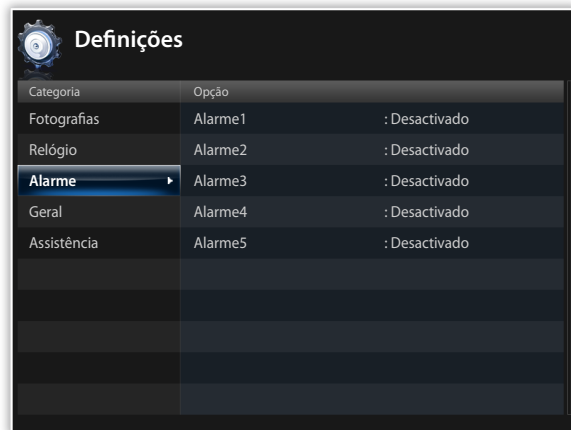 Definições
Categoria Opção
Fotografias Alarme1 : Desactivado
Relógio Alarme2 : Desactivado
Alarme Alarme3 : Desactivado
Geral Alarme4 : Desactivado
Assistência Alarme5 : Desactivado